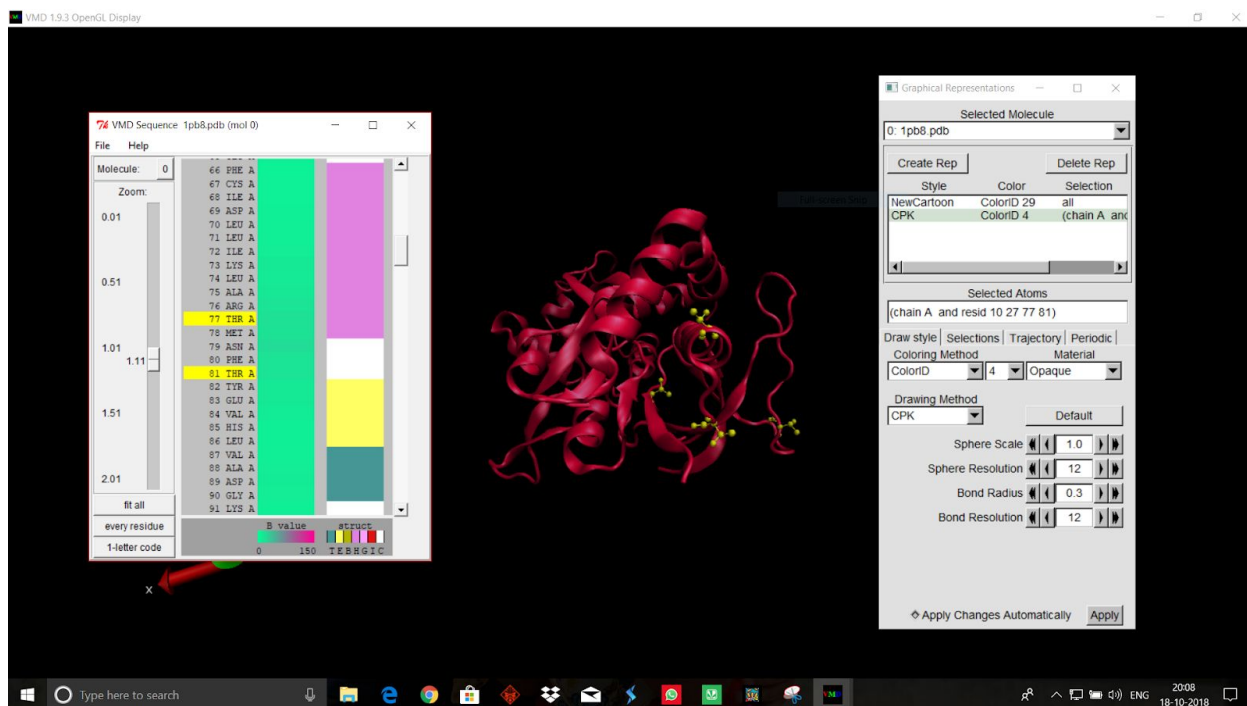 VMD 1.9.3 OpenGL Display
7% VMD Sequence 1pb8.pdb (mol 0)
File Help
Molecule: 0
Zoom:
0.01
0.51
1.01
1.11
1.51
2.01
fit all
every residue
1-letter code
66 PHE A
67 CYS A
68 ILE A
69 ASP A
70 LEU A
71 LEU A
72 ILE A
73 LYS A
74 LEU A
75 ALA A
76 ARG A
77 THR A
78 MET A
79 ASN A
80 PHE A
81 THR A
82 TYR A
83 GLU A
84 VAL A
85 HIS A
86 LEU A
87 VAL A
88 ALA A
89 ASP A
90 GLY A
91 LYS A
B value struct
0 150 T E B H G I C
x
Full-screen Snip
Graphical Representations
Selected Molecule
0: 1pb8.pdb
Create Rep Delete Rep
Style Color Selection
NewCartoon ColorID 29 all
CPK ColorID 4 (chain A and
Selected Atoms
(chain A and resid 10 27 77 81)
Draw style Selections Trajectory Periodic
Coloring Method Material
ColorID 4 Opaque
Drawing Method
CPK Default
Sphere Scale 1.0
Sphere Resolution 12
Bond Radius 0.3
Bond Resolution 12
Apply Changes Automatically Apply
Type here to search
ENG
20:08
18-10-2018